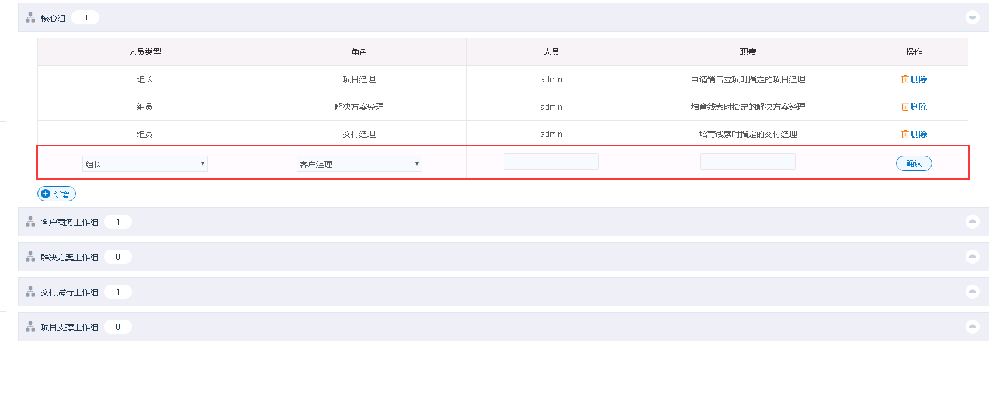 核心组 3
人员类型 角色 人员 职责 操作
组长 项目经理 admin 申请销售立项时指定的项目经理 删除
组员 解决方案经理 admin 培育线索时指定的解决方案经理 删除
组员 交付经理 admin 培育线索时指定的交付经理 删除
组长 客户经理 确认
新增
客户商务工作组 1
解决方案工作组 0
交付履行工作组 1
项目支撑工作组 0